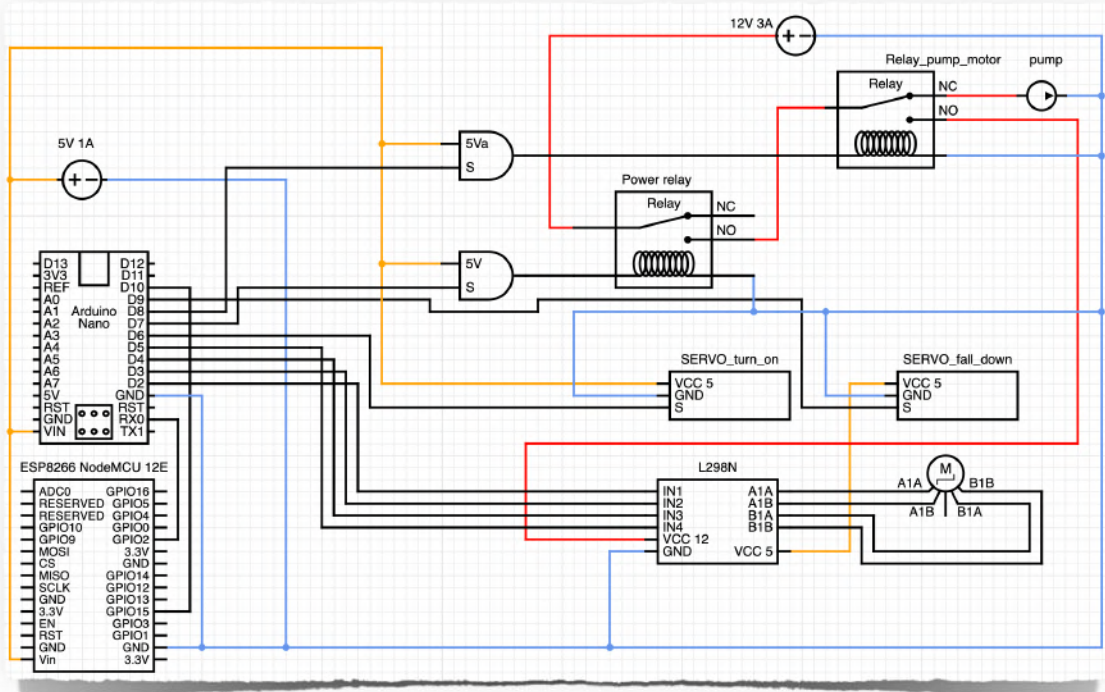 12V 3A
+ -
Relay_pump_motor
pump
Relay
NC
NO
5V 1A
+ -
5Va
S
Power relay
Relay
NC
NO
5V
S
D13 D12
3V3 D11
REF D10
A0 D9
A1 Arduino D8
A2 Nano D7
A3 D6
A4 D5
A5 D4
A6 D3
A7 D2
5V GND
RST RST
GND RX0
VIN TX1
SERVO_turn_on
VCC 5
GND
S
SERVO_fall_down
VCC 5
GND
S
ESP8266 NodeMCU 12E
ADC0 GPIO16
RESERVED GPIO5
RESERVED GPIO4
GPIO10 GPIO0
GPIO9 GPIO2
MOSI 3.3V
CS GND
MISO GPIO14
SCLK GPIO12
GND GPIO13
3.3V GPIO15
EN GPIO3
RST GPIO1
GND GND
Vin 3.3V
L298N
IN1 A1A
IN2 A1B
IN3 B1A
IN4 B1B
VCC 12
GND VCC 5
M
A1A B1B
A1B B1A